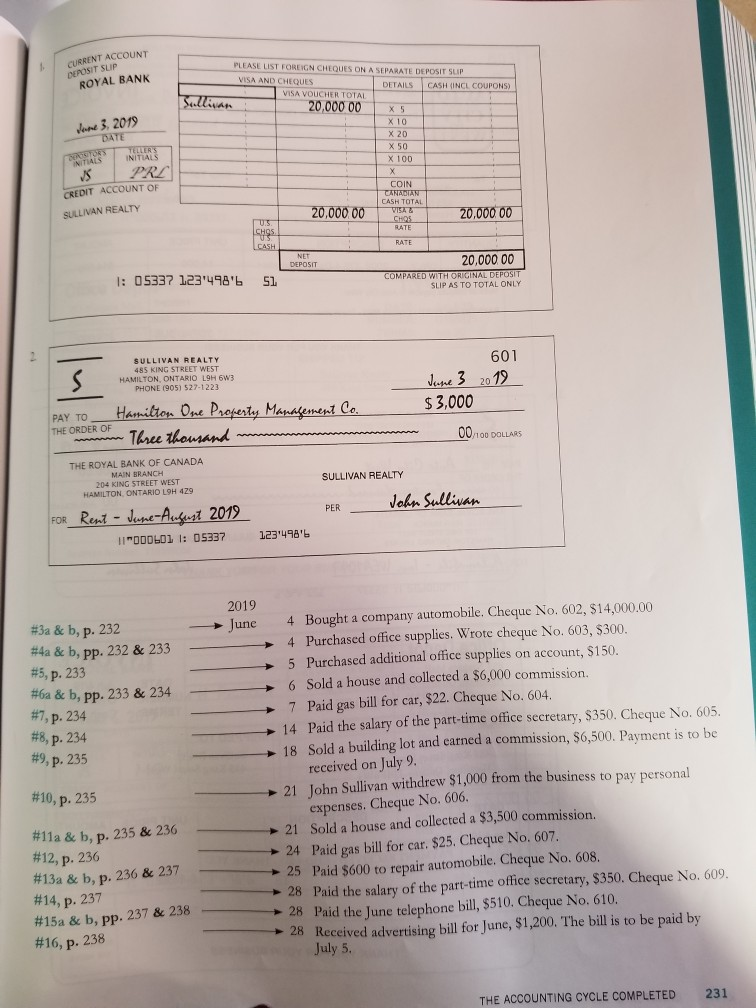 1.
CURRENT ACCOUNT
DEPOSIT SLIP
ROYAL BANK
PLEASE LIST FOREIGN CHEQUES ON A SEPARATE DEPOSIT SLIP
VISA AND CHEQUES DETAILS CASH (INCL. COUPONS)
VISA VOUCHER TOTAL
Sullivan 20,000 00 X 5
X 10
June 3, 2019 X 20
DATE X 50
DEPOSITOR'S INITIALS TELLER'S INITIALS X 100
JS PRL X
CREDIT ACCOUNT OF COIN
CANADIAN CASH TOTAL
SULLIVAN REALTY 20,000 00 VISA & CHQS 20,000 00
U.S. CHQS RATE
U.S. CASH RATE
NET DEPOSIT 20,000 00
COMPARED WITH ORIGINAL DEPOSIT
SLIP AS TO TOTAL ONLY
⑆ 05337 123'498'6 51
2.
S
SULLIVAN REALTY 601
485 KING STREET WEST
HAMILTON, ONTARIO L9H 6W3
PHONE (905) 527-1223
June 3 20 19
PAY TO THE ORDER OF Hamilton One Property Management Co. $ 3,000
Three thousand 00/100 DOLLARS
THE ROYAL BANK OF CANADA
MAIN BRANCH
204 KING STREET WEST
HAMILTON, ONTARIO L9H 4Z9
SULLIVAN REALTY
FOR Rent - June-August 2019 PER John Sullivan
⑈000601 ⑆ 05337 123'498'6
2019
#3a & b, p. 232 June 4 Bought a company automobile. Cheque No. 602, $14,000.00
#4a & b, pp. 232 & 233 4 Purchased office supplies. Wrote cheque No. 603, $300.
#5, p. 233 5 Purchased additional office supplies on account, $150.
#6a & b, pp. 233 & 234 6 Sold a house and collected a $6,000 commission.
#7, p. 234 7 Paid gas bill for car, $22. Cheque No. 604.
#8, p. 234 14 Paid the salary of the part-time office secretary, $350. Cheque No. 605.
#9, p. 235 18 Sold a building lot and earned a commission, $6,500. Payment is to be
received on July 9.
#10, p. 235 21 John Sullivan withdrew $1,000 from the business to pay personal
expenses. Cheque No. 606.
#11a & b, p. 235 & 236 21 Sold a house and collected a $3,500 commission.
#12, p. 236 24 Paid gas bill for car. $25. Cheque No. 607.
#13a & b, p. 236 & 237 25 Paid $600 to repair automobile. Cheque No. 608.
#14, p. 237 28 Paid the salary of the part-time office secretary, $350. Cheque No. 609.
#15a & b, pp. 237 & 238 28 Paid the June telephone bill, $510. Cheque No. 610.
#16, p. 238 28 Received advertising bill for June, $1,200. The bill is to be paid by
July 5.
THE ACCOUNTING CYCLE COMPLETED 231